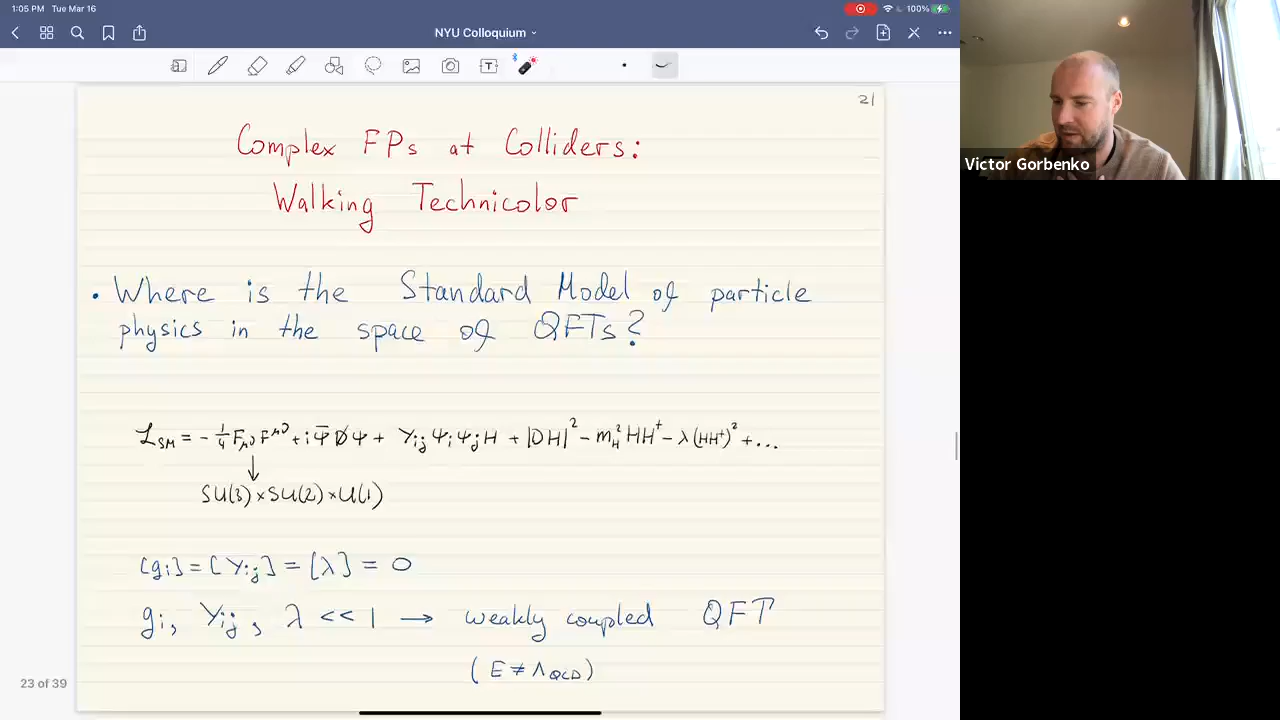 1:05 PM Tue Mar 16
100%
NYU Colloquium
T
21
Complex FPs at Colliders:
Walking Technicolor
• Where is the Standard Model of particle
physics in the space of QFTs?
ℒ_SM = - 1/4 F_μν F^μν + i Ψ̄ D̸ Ψ + Y_ij Ψ_i Ψ_j H + |DH|² - m_H² HH⁺ - λ(HH⁺)² + ...
↓
SU(3)×SU(2)×U(1)
[g_i] = [Y_ij] = [λ] = 0
g_i, Y_ij, λ << 1 → weakly coupled QFT
(E ≠ Λ_QCD)
23 of 39
Victor Gorbenko